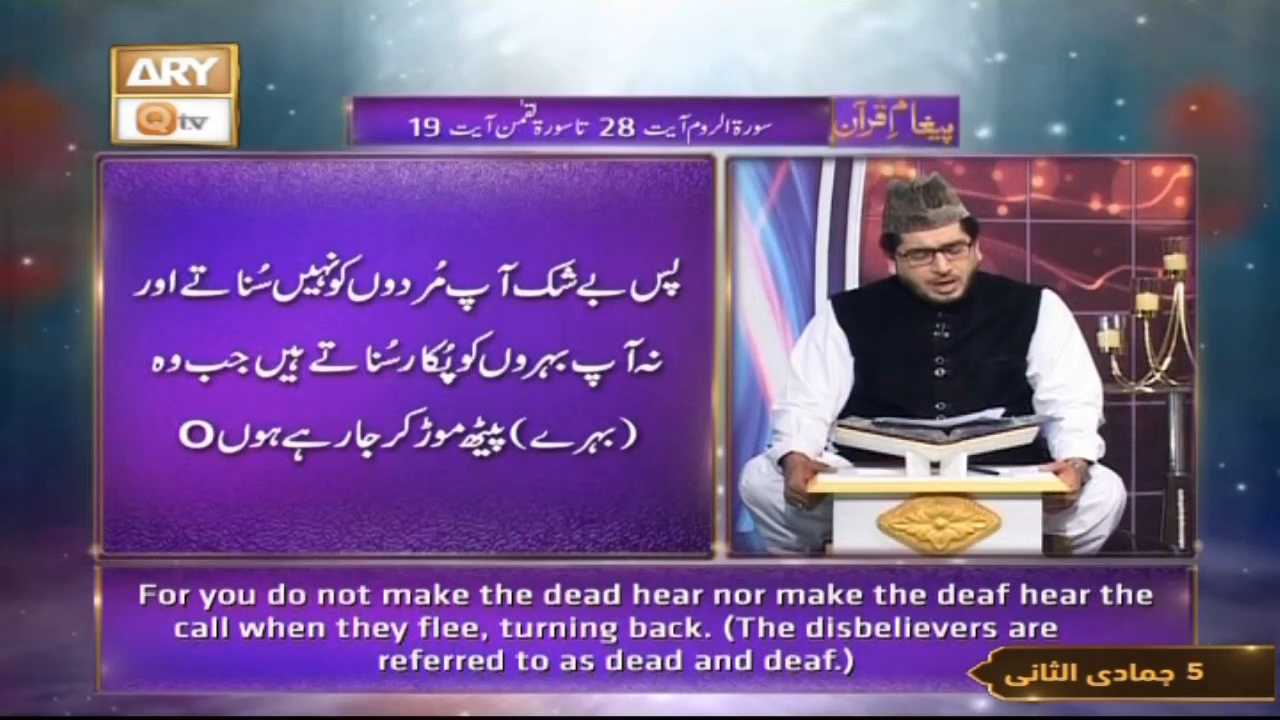 ARY
Qtv
پیغامِ قرآن
سورۃ الروم آیت 28 تا سورۃ لقمٰن آیت 19
پس بے شک آپ مُردوں کو نہیں سُناتے اور
نہ آپ بہروں کو پُکار سُناتے ہیں جب وہ
(بہرے) پیٹھ موڑ کر جا رہے ہوں O
For you do not make the dead hear nor make the deaf hear the
call when they flee, turning back. (The disbelievers are
referred to as dead and deaf.)
5 جمادی الثانی